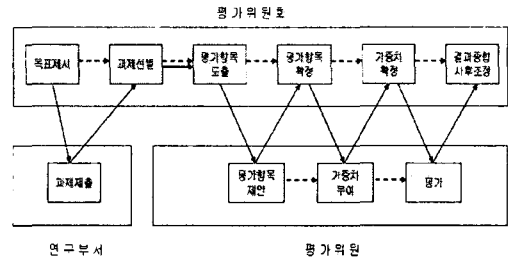 평가위원호
목표제시
과제선별
평가항목
도출
평가항목
확정
가중치
확정
결과종합
사후조정
과제제출
평가항목
제안
가중치
부여
평가
연구부서
평가위원